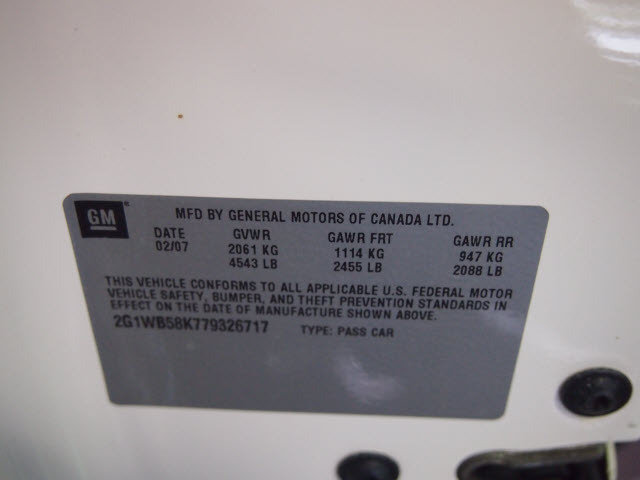 GM
MFD BY GENERAL MOTORS OF CANADA LTD.
DATE GVWR GAWR FRT GAWR RR
02/07 2061 KG 1114 KG 947 KG
4543 LB 2455 LB 2088 LB
THIS VEHICLE CONFORMS TO ALL APPLICABLE U.S. FEDERAL MOTOR
VEHICLE SAFETY, BUMPER, AND THEFT PREVENTION STANDARDS IN
EFFECT ON THE DATE OF MANUFACTURE SHOWN ABOVE.
2G1WB58K779326717 TYPE: PASS CAR